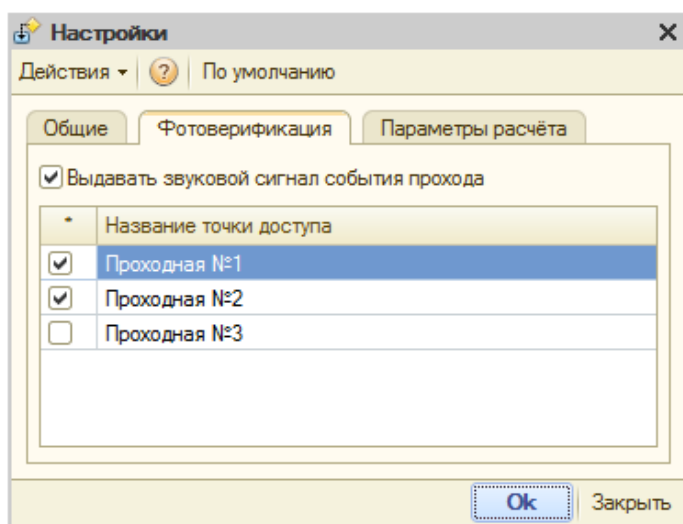 Настройки
Действия ? По умолчанию
Общие Фотоверификация Параметры расчёта
Выдавать звуковой сигнал события прохода
* Название точки доступа
Проходная №1
Проходная №2
Проходная №3
Ok Закрыть